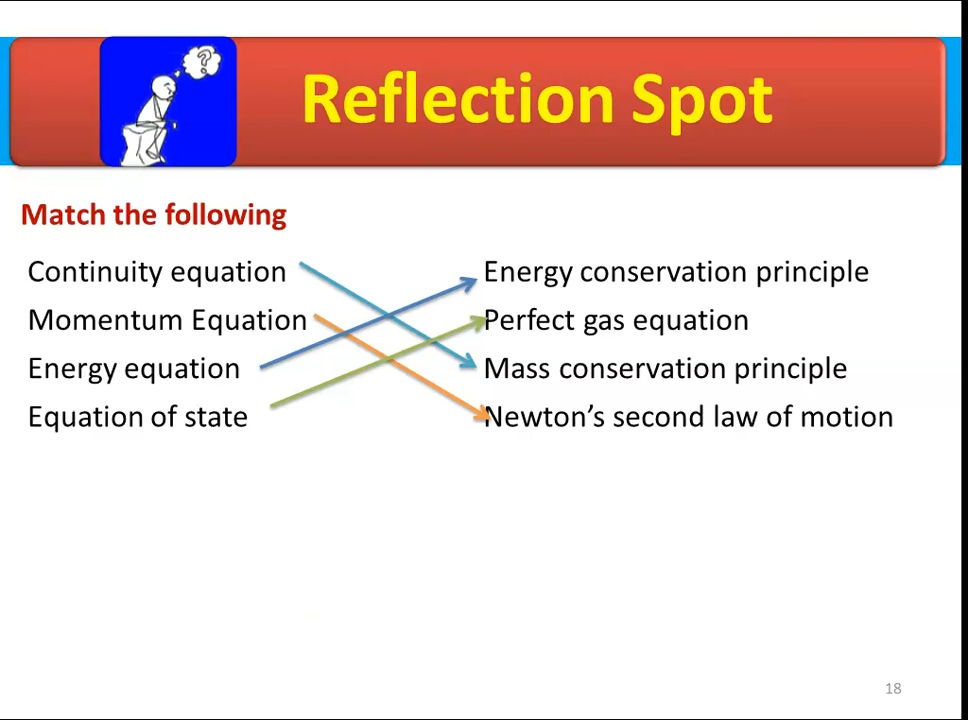 ?
Reflection Spot
Match the following
Continuity equation Energy conservation principle
Momentum Equation Perfect gas equation
Energy equation Mass conservation principle
Equation of state Newton’s second law of motion
18